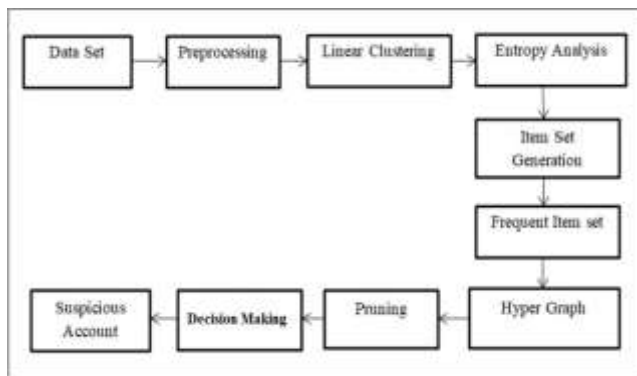 Data Set
Preprocessing
Linear Clustering
Entropy Analysis
Item Set
Generation
Frequent Item set
Hyper Graph
Pruning
Decision Making
Suspicious
Account